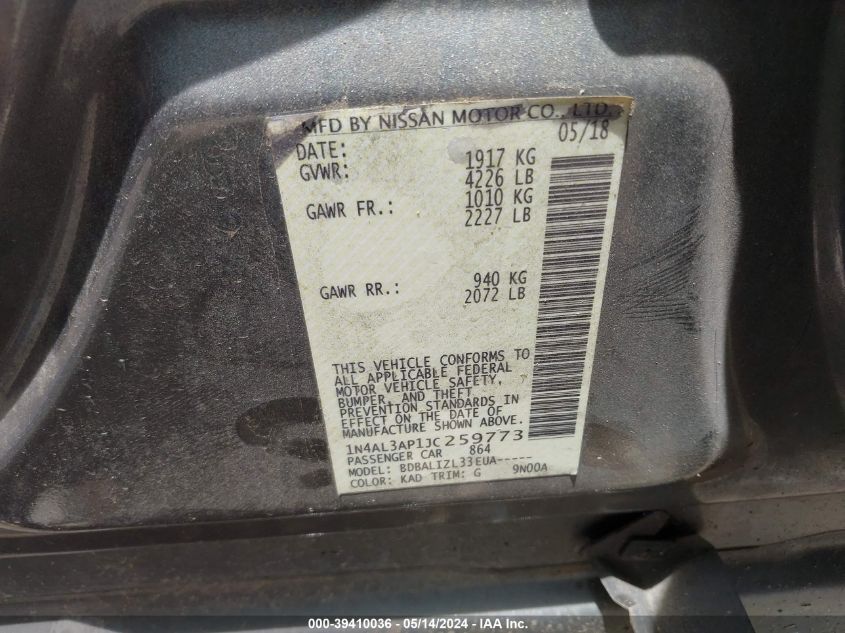 MFD BY NISSAN MOTOR CO., LTD.
DATE: 05/18
GVWR: 1917 KG
4226 LB
GAWR FR.: 1010 KG
2227 LB
GAWR RR.: 940 KG
2072 LB
THIS VEHICLE CONFORMS TO
ALL APPLICABLE FEDERAL
MOTOR VEHICLE SAFETY,
BUMPER, AND THEFT
PREVENTION STANDARDS IN
EFFECT ON THE DATE OF
MANUFACTURE SHOWN ABOVE.
1N4AL3AP1JC259773
PASSENGER CAR 864
MODEL: BDBALIZL33EUA-----
COLOR: KAD TRIM: G 9N00A
000-39410036 - 05/14/2024 - IAA Inc.